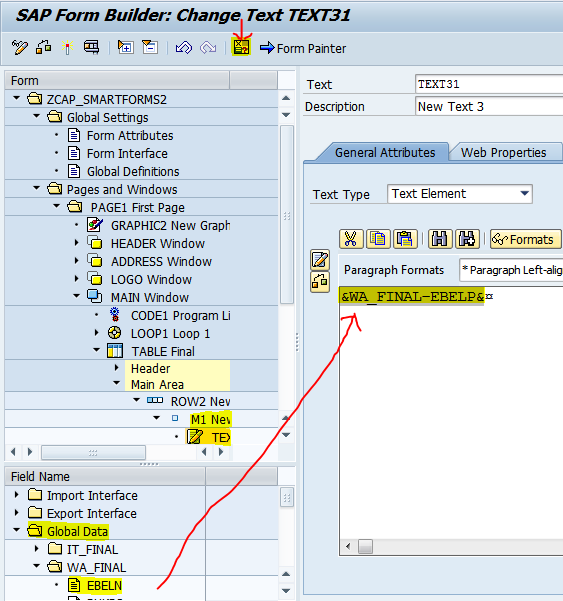 SAP Form Builder: Change Text TEXT31
Form Painter
Form
ZCAP_SMARTFORMS2
Global Settings
Form Attributes
Form Interface
Global Definitions
Pages and Windows
PAGE1 First Page
GRAPHIC2 New Graph
HEADER Window
ADDRESS Window
LOGO Window
MAIN Window
CODE1 Program Li
LOOP1 Loop 1
TABLE Final
Header
Main Area
ROW2 New
M1 New
TEX
Field Name
Import Interface
Export Interface
Global Data
IT_FINAL
WA_FINAL
EBELN
Text
TEXT31
Description
New Text 3
General Attributes
Web Properties
Text Type
Text Element
Formats
Paragraph Formats
* Paragraph Left-alig
&WA_FINAL-EBELP&¤